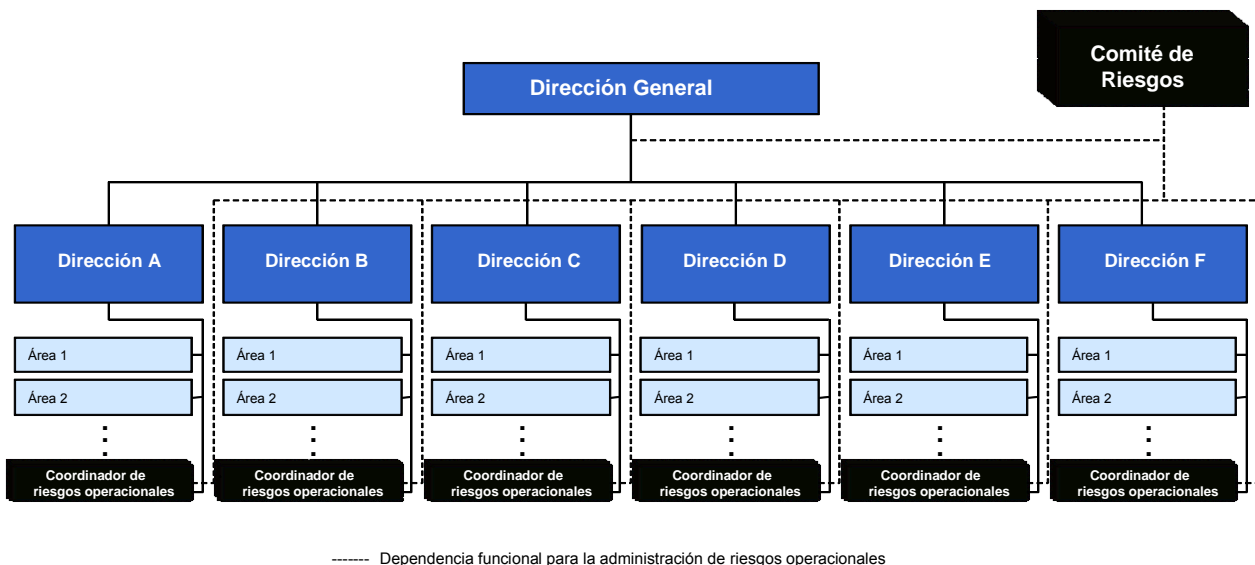 Comité de
Riesgos
Dirección General
Dirección A
Dirección B
Dirección C
Dirección D
Dirección E
Dirección F
Área 1
Área 1
Área 1
Área 1
Área 1
Área 1
Área 2
Área 2
Área 2
Área 2
Área 2
Área 2
Coordinador de
riesgos operacionales
Coordinador de
riesgos operacionales
Coordinador de
riesgos operacionales
Coordinador de
riesgos operacionales
Coordinador de
riesgos operacionales
Coordinador de
riesgos operacionales
------- Dependencia funcional para la administración de riesgos operacionales